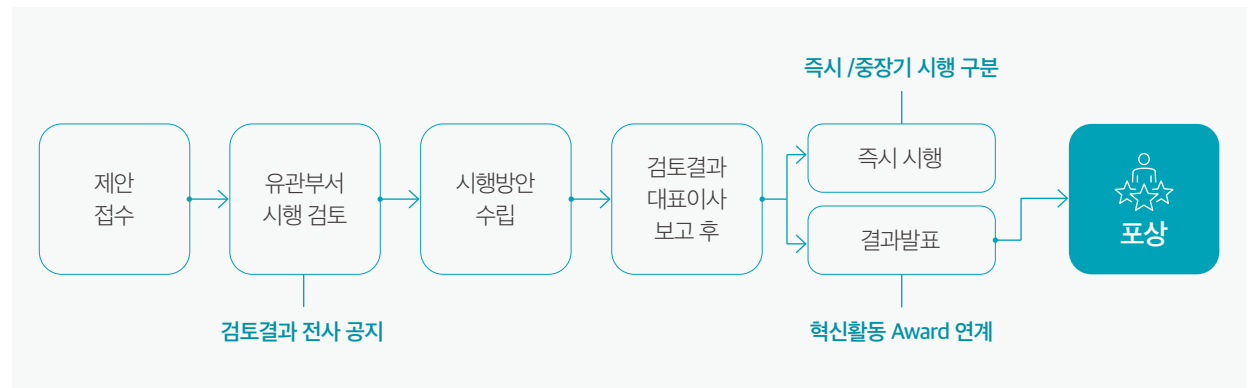 즉시 /중장기 시행 구분
제안
접수
유관부서
시행 검토
시행방안
수립
검토결과
대표이사
보고 후
즉시 시행
결과발표
포상
검토결과 전사 공지
혁신활동 Award 연계